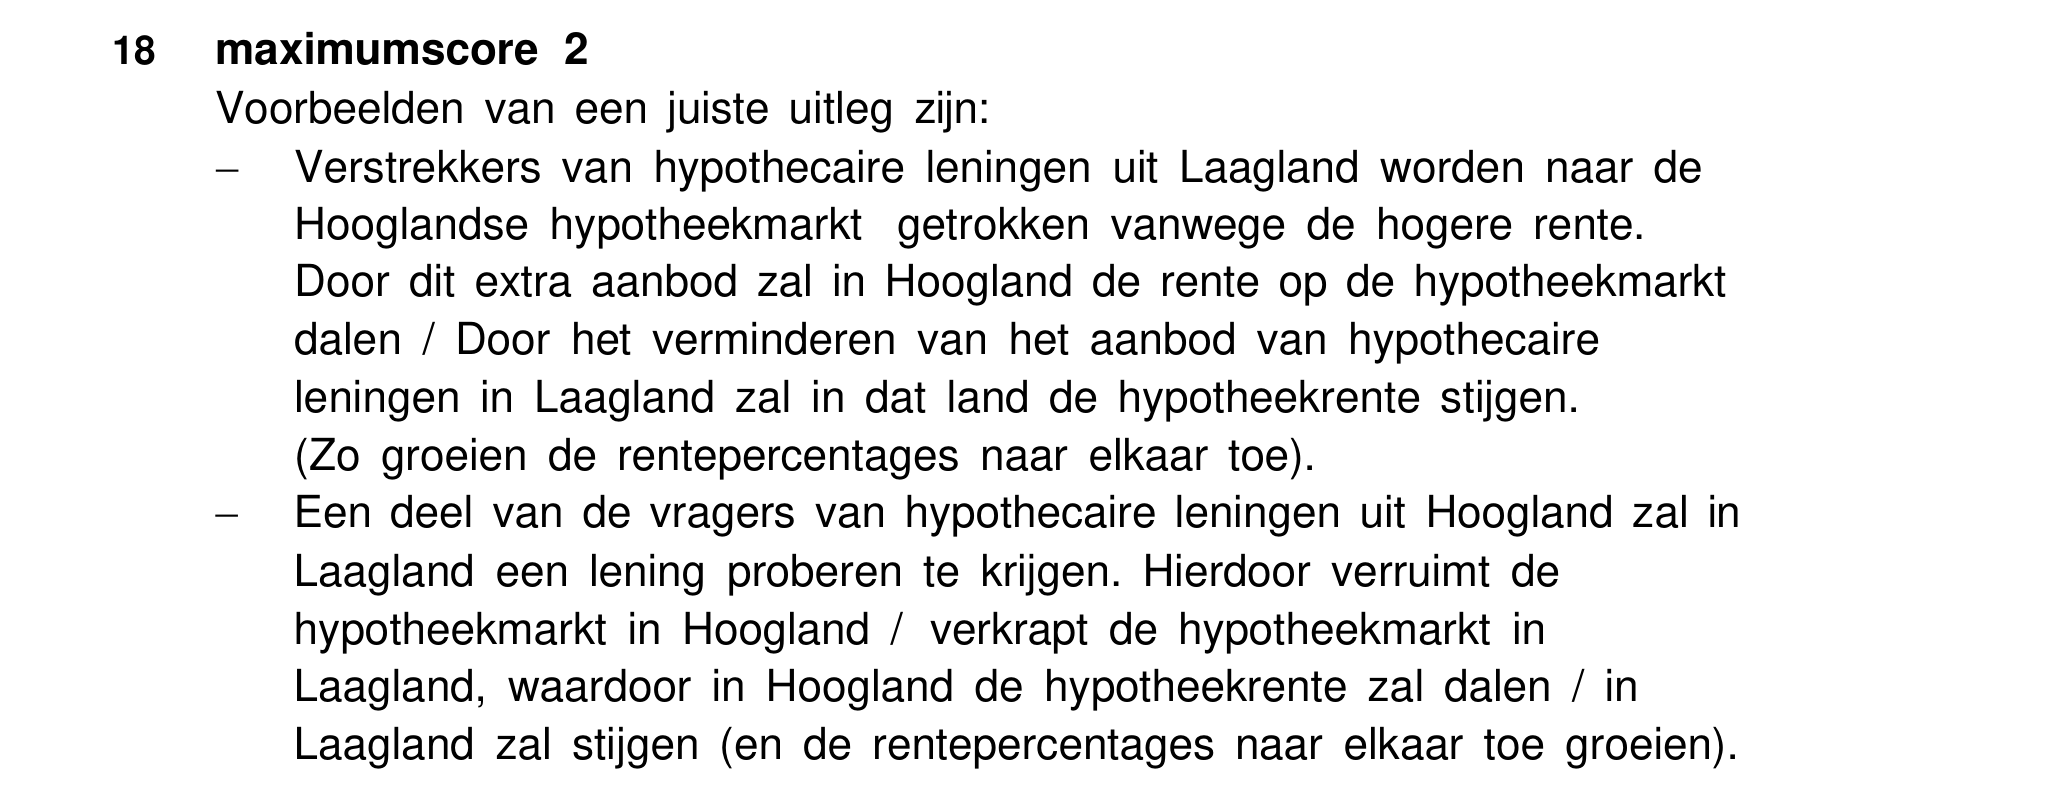 18 maximumscore 2
Voorbeelden van een juiste uitleg zijn:
− Verstrekkers van hypothecaire leningen uit Laagland worden naar de
Hooglandse hypotheekmarkt getrokken vanwege de hogere rente.
Door dit extra aanbod zal in Hoogland de rente op de hypotheekmarkt
dalen / Door het verminderen van het aanbod van hypothecaire
leningen in Laagland zal in dat land de hypotheekrente stijgen.
(Zo groeien de rentepercentages naar elkaar toe).
− Een deel van de vragers van hypothecaire leningen uit Hoogland zal in
Laagland een lening proberen te krijgen. Hierdoor verruimt de
hypotheekmarkt in Hoogland / verkrapt de hypotheekmarkt in
Laagland, waardoor in Hoogland de hypotheekrente zal dalen / in
Laagland zal stijgen (en de rentepercentages naar elkaar toe groeien).